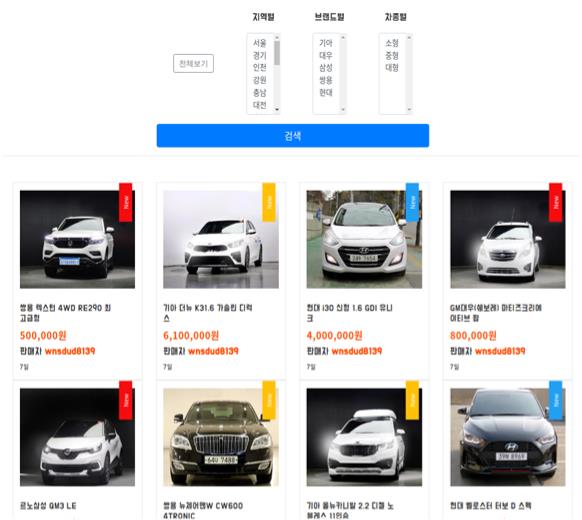 지역별 브랜드별 차종별
전체보기
서울
경기
인천
강원
충남
대전
기아
대우
삼성
쌍용
현대
소형
중형
대형
검색
New New New New
쌍용 렉스턴 4WD RE290 최
고급형
500,000원
판매자 wnsdud8139
7일
기아 더뉴 K31.6 가솔린 디럭
스
6,100,000원
판매자 wnsdud8139
7일
현대 i30 신형 1.6 GDI 유니
크
4,000,000원
판매자 wnsdud8139
7일
GM대우(쉐보레) 마티즈크리에
이티브 팝
800,000원
판매자 wnsdud8139
7일
New New New New
르노삼성 QM3 LE
쌍용 뉴체어맨W CW600
4TRONIC
기아 올뉴카니발 2.2 디젤 노
블레스 11인승
현대 벨로스터 터보 D 스펙